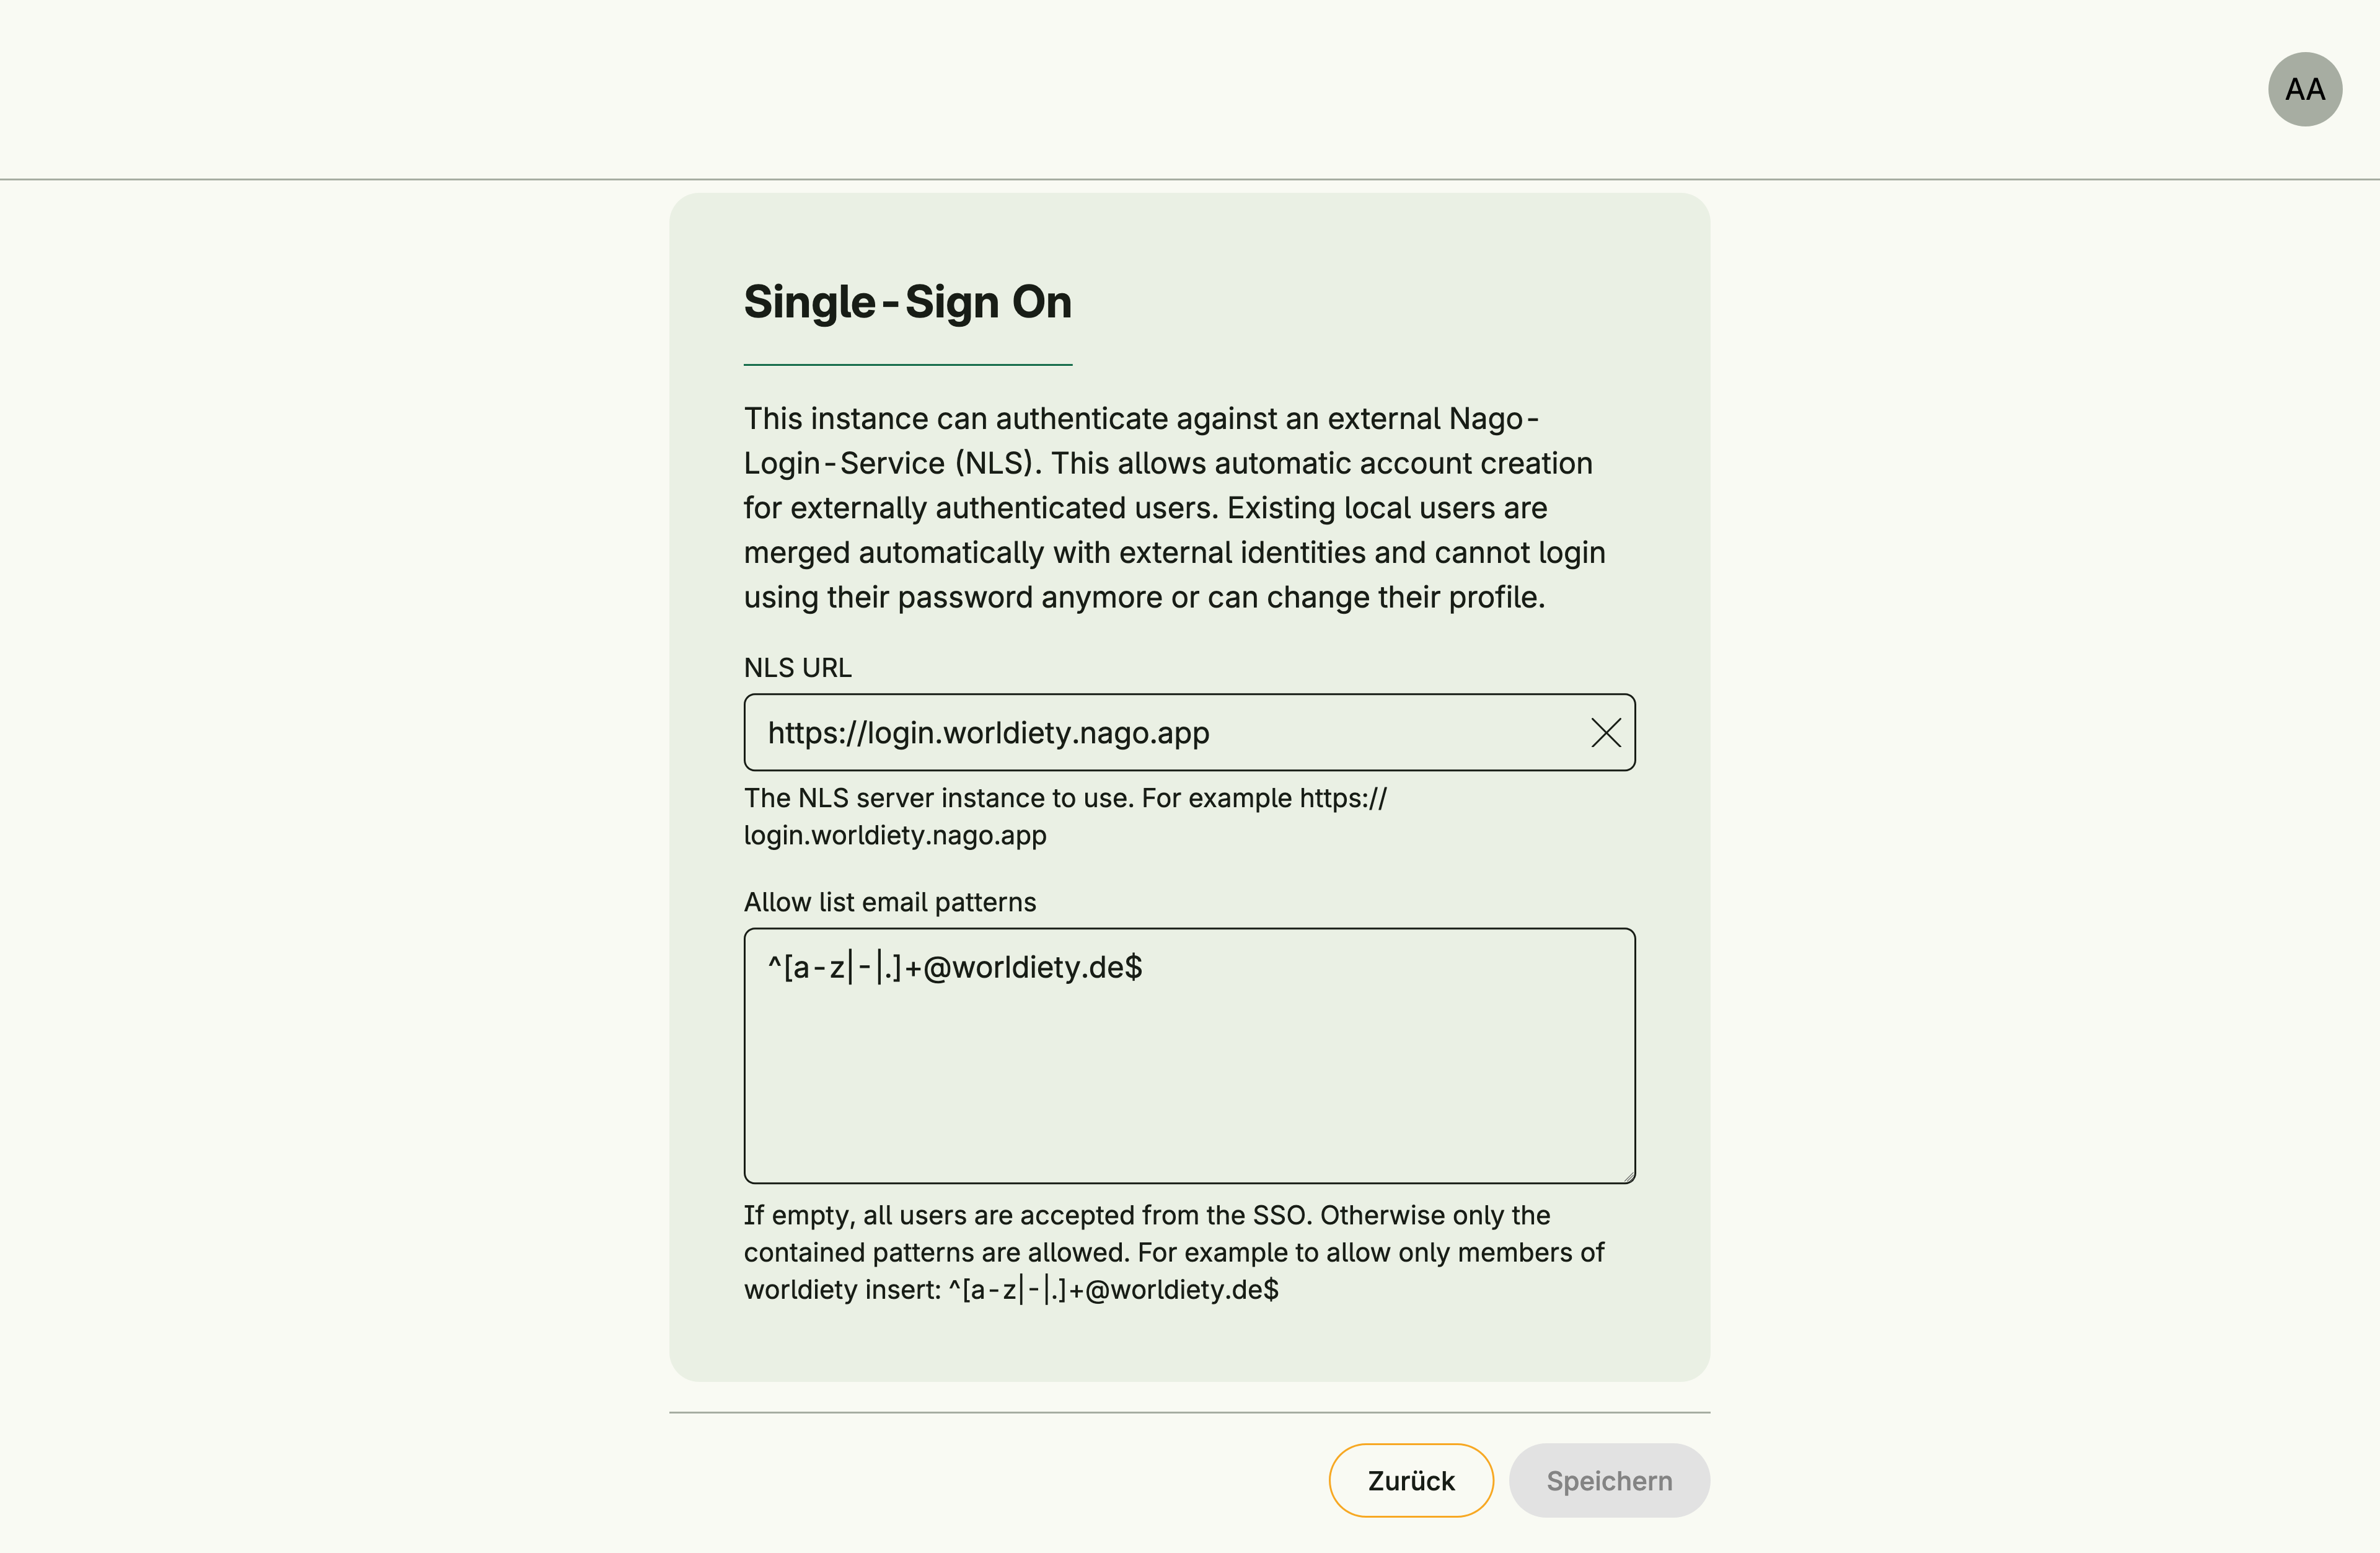 AA
Single-Sign On
This instance can authenticate against an external Nago-
Login-Service (NLS). This allows automatic account creation
for externally authenticated users. Existing local users are
merged automatically with external identities and cannot login
using their password anymore or can change their profile.
NLS URL
https://login.worldiety.nago.app
The NLS server instance to use. For example https://
login.worldiety.nago.app
Allow list email patterns
^[a-z|-|.]+@worldiety.de$
If empty, all users are accepted from the SSO. Otherwise only the
contained patterns are allowed. For example to allow only members of
worldiety insert: ^[a-z|-|.]+@worldiety.de$
Zurück
Speichern